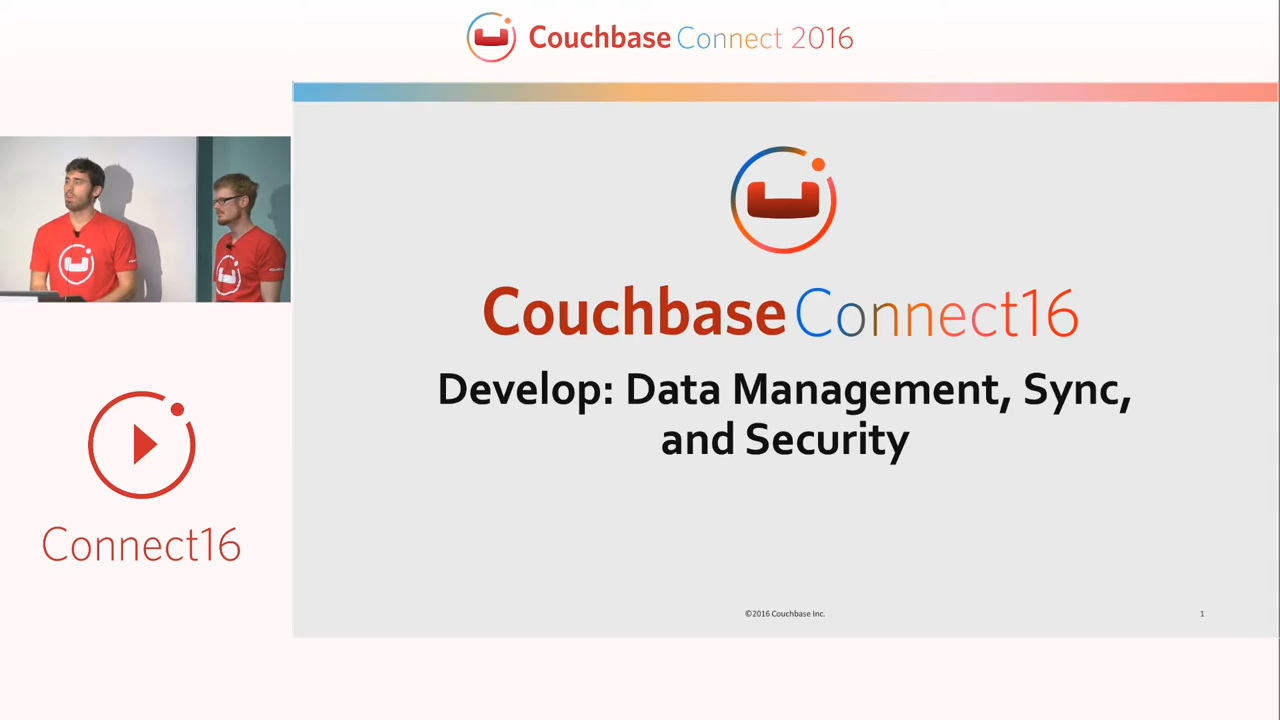 Couchbase Connect 2016
Couchbase Connect16
Develop: Data Management, Sync,
and Security
Connect16
©2016 Couchbase Inc.
1